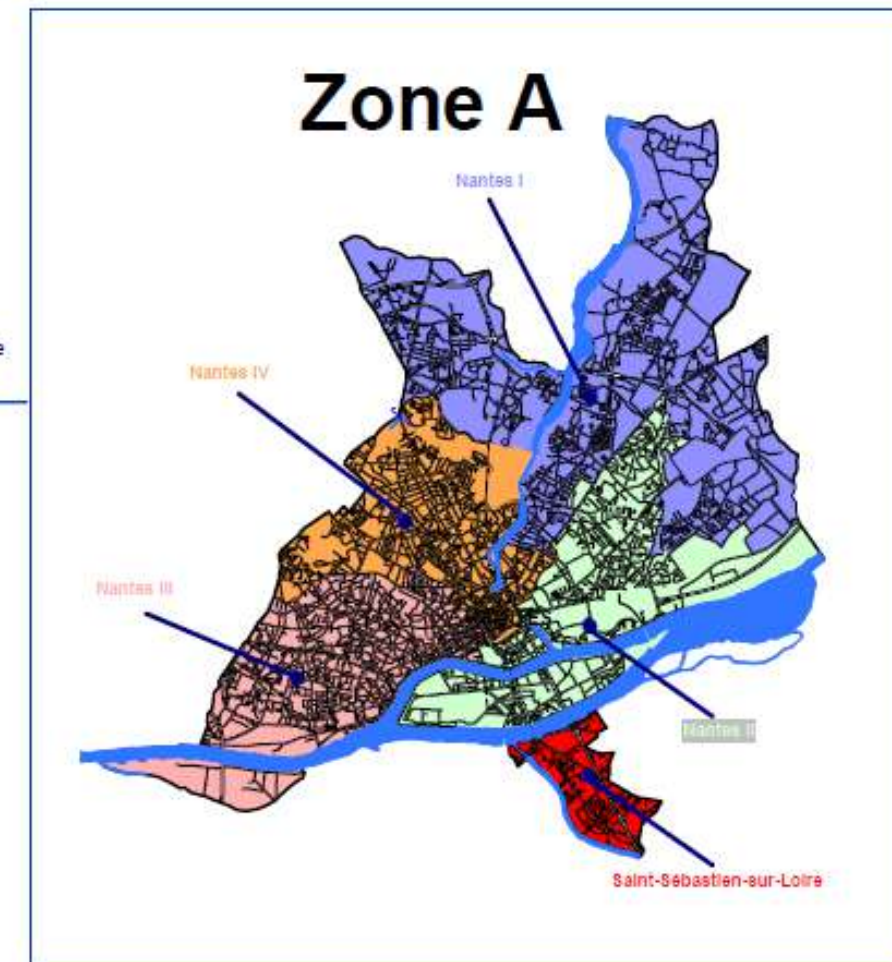 Zone A
Nantes I
e
Nantes IV
Nantes III
Nantes II
Saint-Sébastien-sur-Loire